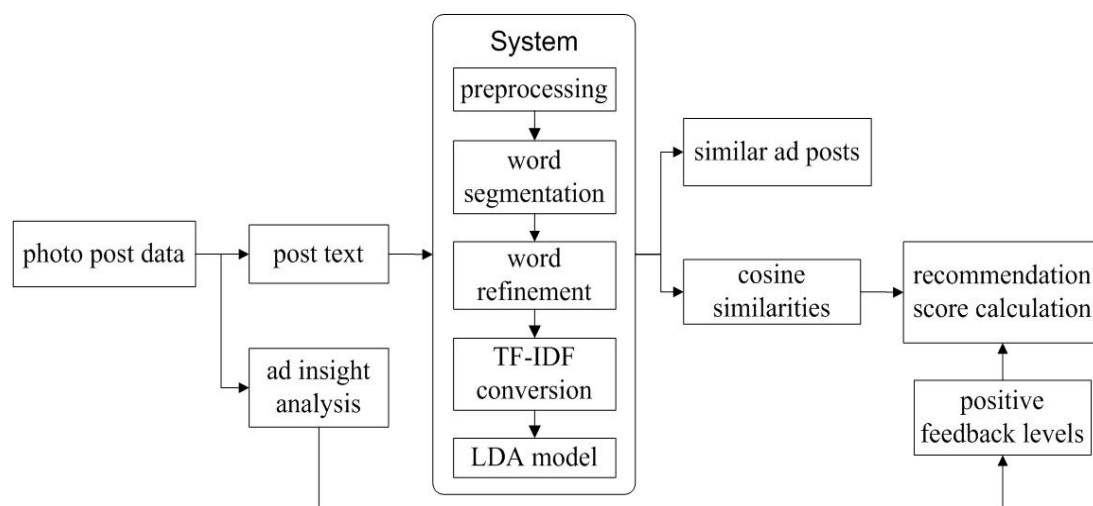 System
preprocessing
word
segmentation
word
refinement
TF-IDF
conversion
LDA model
photo post data
post text
ad insight
analysis
similar ad posts
cosine
similarities
recommendation
score calculation
positive
feedback levels